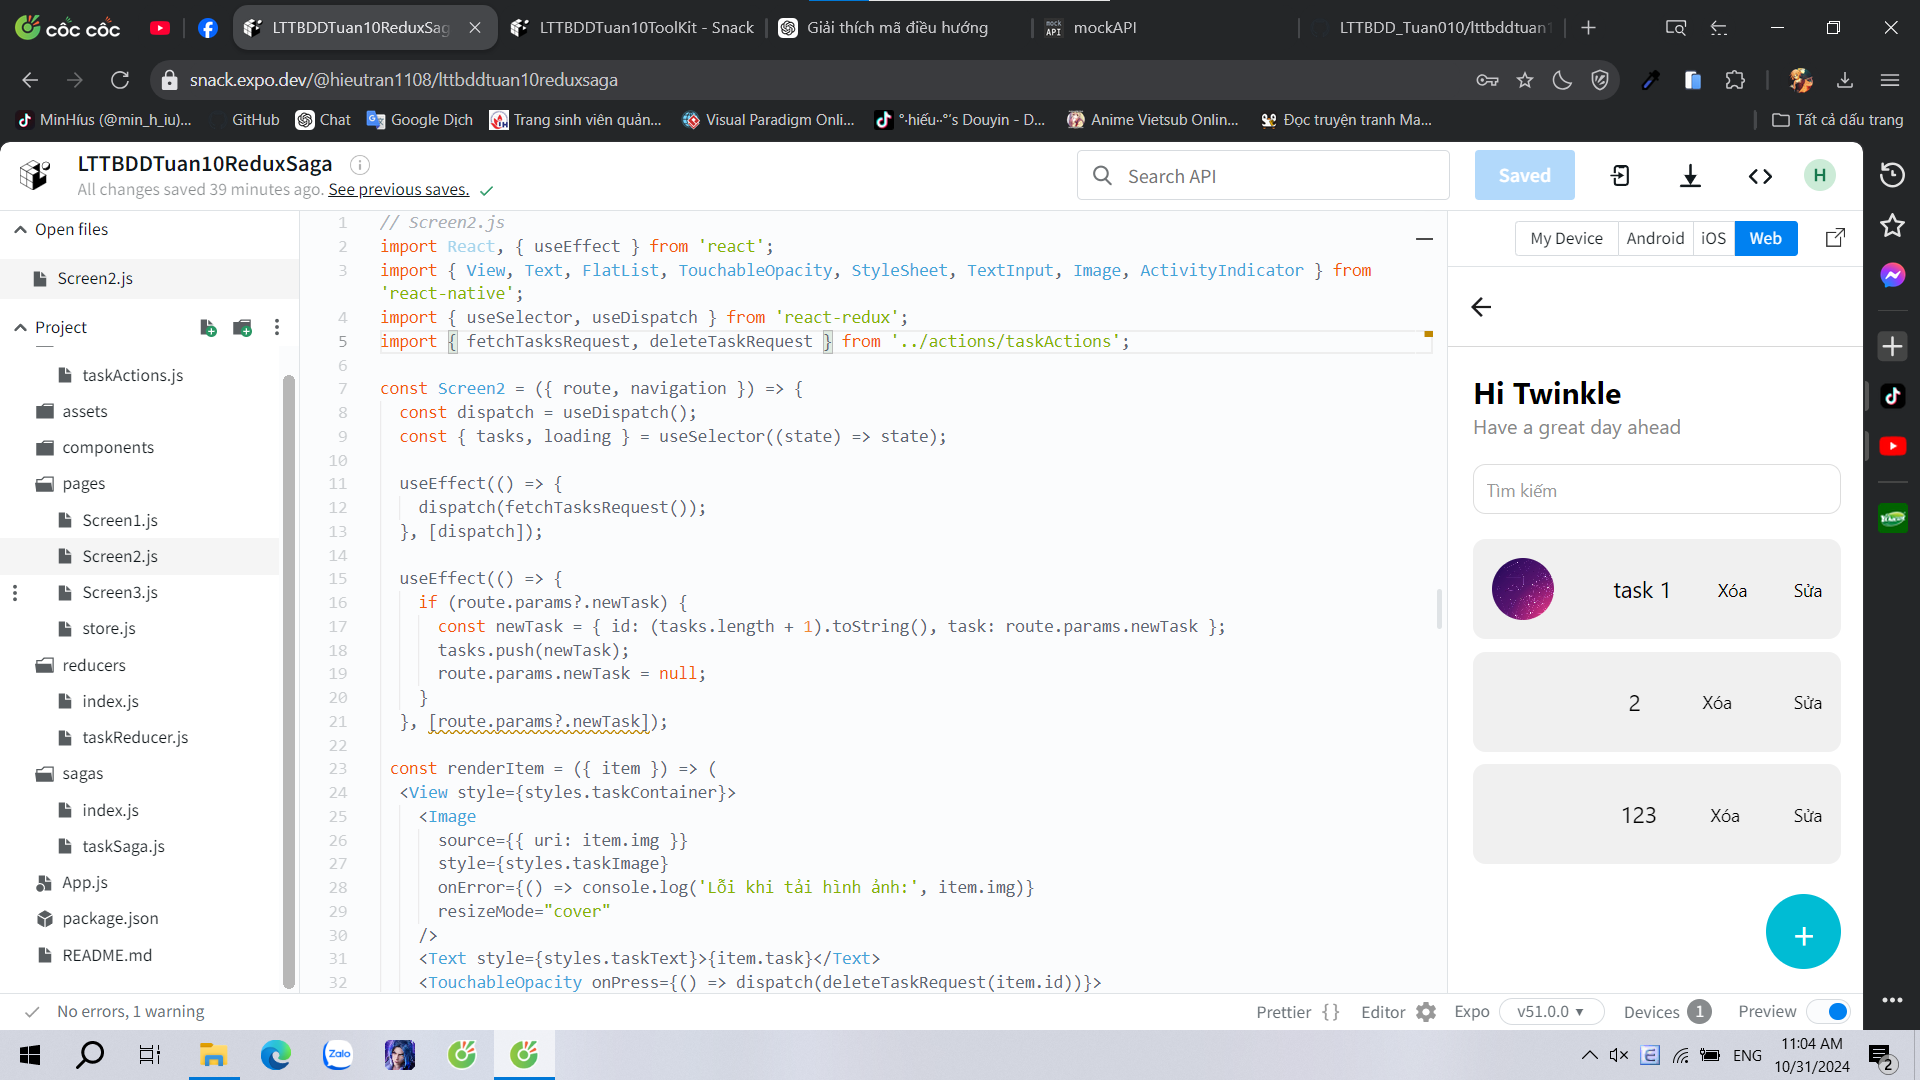 cốc cốc
LTTBDDTuan10ReduxSag
LTTBDDTuan10ToolKit - Snack
Giải thích mã điều hướng
mock API
mockAPI
LTTBDD_Tuan010/lttbddtuan1
snack.expo.dev/@hieutran1108/lttbddtuan10reduxsaga
MinHíus (@min_h_iu)...
GitHub
Chat
Google Dịch
Trang sinh viên quản...
Visual Paradigm Onli...
°·hiếu··°'s Douyin - D...
Anime Vietsub Onlin...
Đọc truyện tranh Ma...
Tất cả dấu trang
LTTBDDTuan10ReduxSaga
All changes saved 39 minutes ago. See previous saves.
Search API
Saved
H
Open files
Screen2.js
Project
taskActions.js
assets
components
pages
Screen1.js
Screen2.js
Screen3.js
store.js
reducers
index.js
taskReducer.js
sagas
index.js
taskSaga.js
App.js
package.json
README.md
1 // Screen2.js
2 import React, { useEffect } from 'react';
3 import { View, Text, FlatList, TouchableOpacity, StyleSheet, TextInput, Image, ActivityIndicator } from
'react-native';
4 import { useSelector, useDispatch } from 'react-redux';
5 import { fetchTasksRequest, deleteTaskRequest } from '../actions/taskActions';
6
7 const Screen2 = ({ route, navigation }) => {
8 const dispatch = useDispatch();
9 const { tasks, loading } = useSelector((state) => state);
10
11 useEffect(() => {
12 dispatch(fetchTasksRequest());
13 }, [dispatch]);
14
15 useEffect(() => {
16 if (route.params?.newTask) {
17 const newTask = { id: (tasks.length + 1).toString(), task: route.params.newTask };
18 tasks.push(newTask);
19 route.params.newTask = null;
20 }
21 }, [route.params?.newTask]);
22
23 const renderItem = ({ item }) => (
24 <View style={styles.taskContainer}>
25 <Image
26 source={{ uri: item.img }}
27 style={styles.taskImage}
28 onError={() => console.log('Lỗi khi tải hình ảnh:', item.img)}
29 resizeMode="cover"
30 />
31 <Text style={styles.taskText}>{item.task}</Text>
32 <TouchableOpacity onPress={() => dispatch(deleteTaskRequest(item.id))}>
My Device
Android
iOS
Web
Hi Twinkle
Have a great day ahead
Tìm kiếm
task 1 Xóa Sửa
2 Xóa Sửa
123 Xóa Sửa
+
No errors, 1 warning
Prettier {}
Editor
Expo
v51.0.0
Devices 1
Preview
Zalo
ENG
11:04 AM
10/31/2024
2